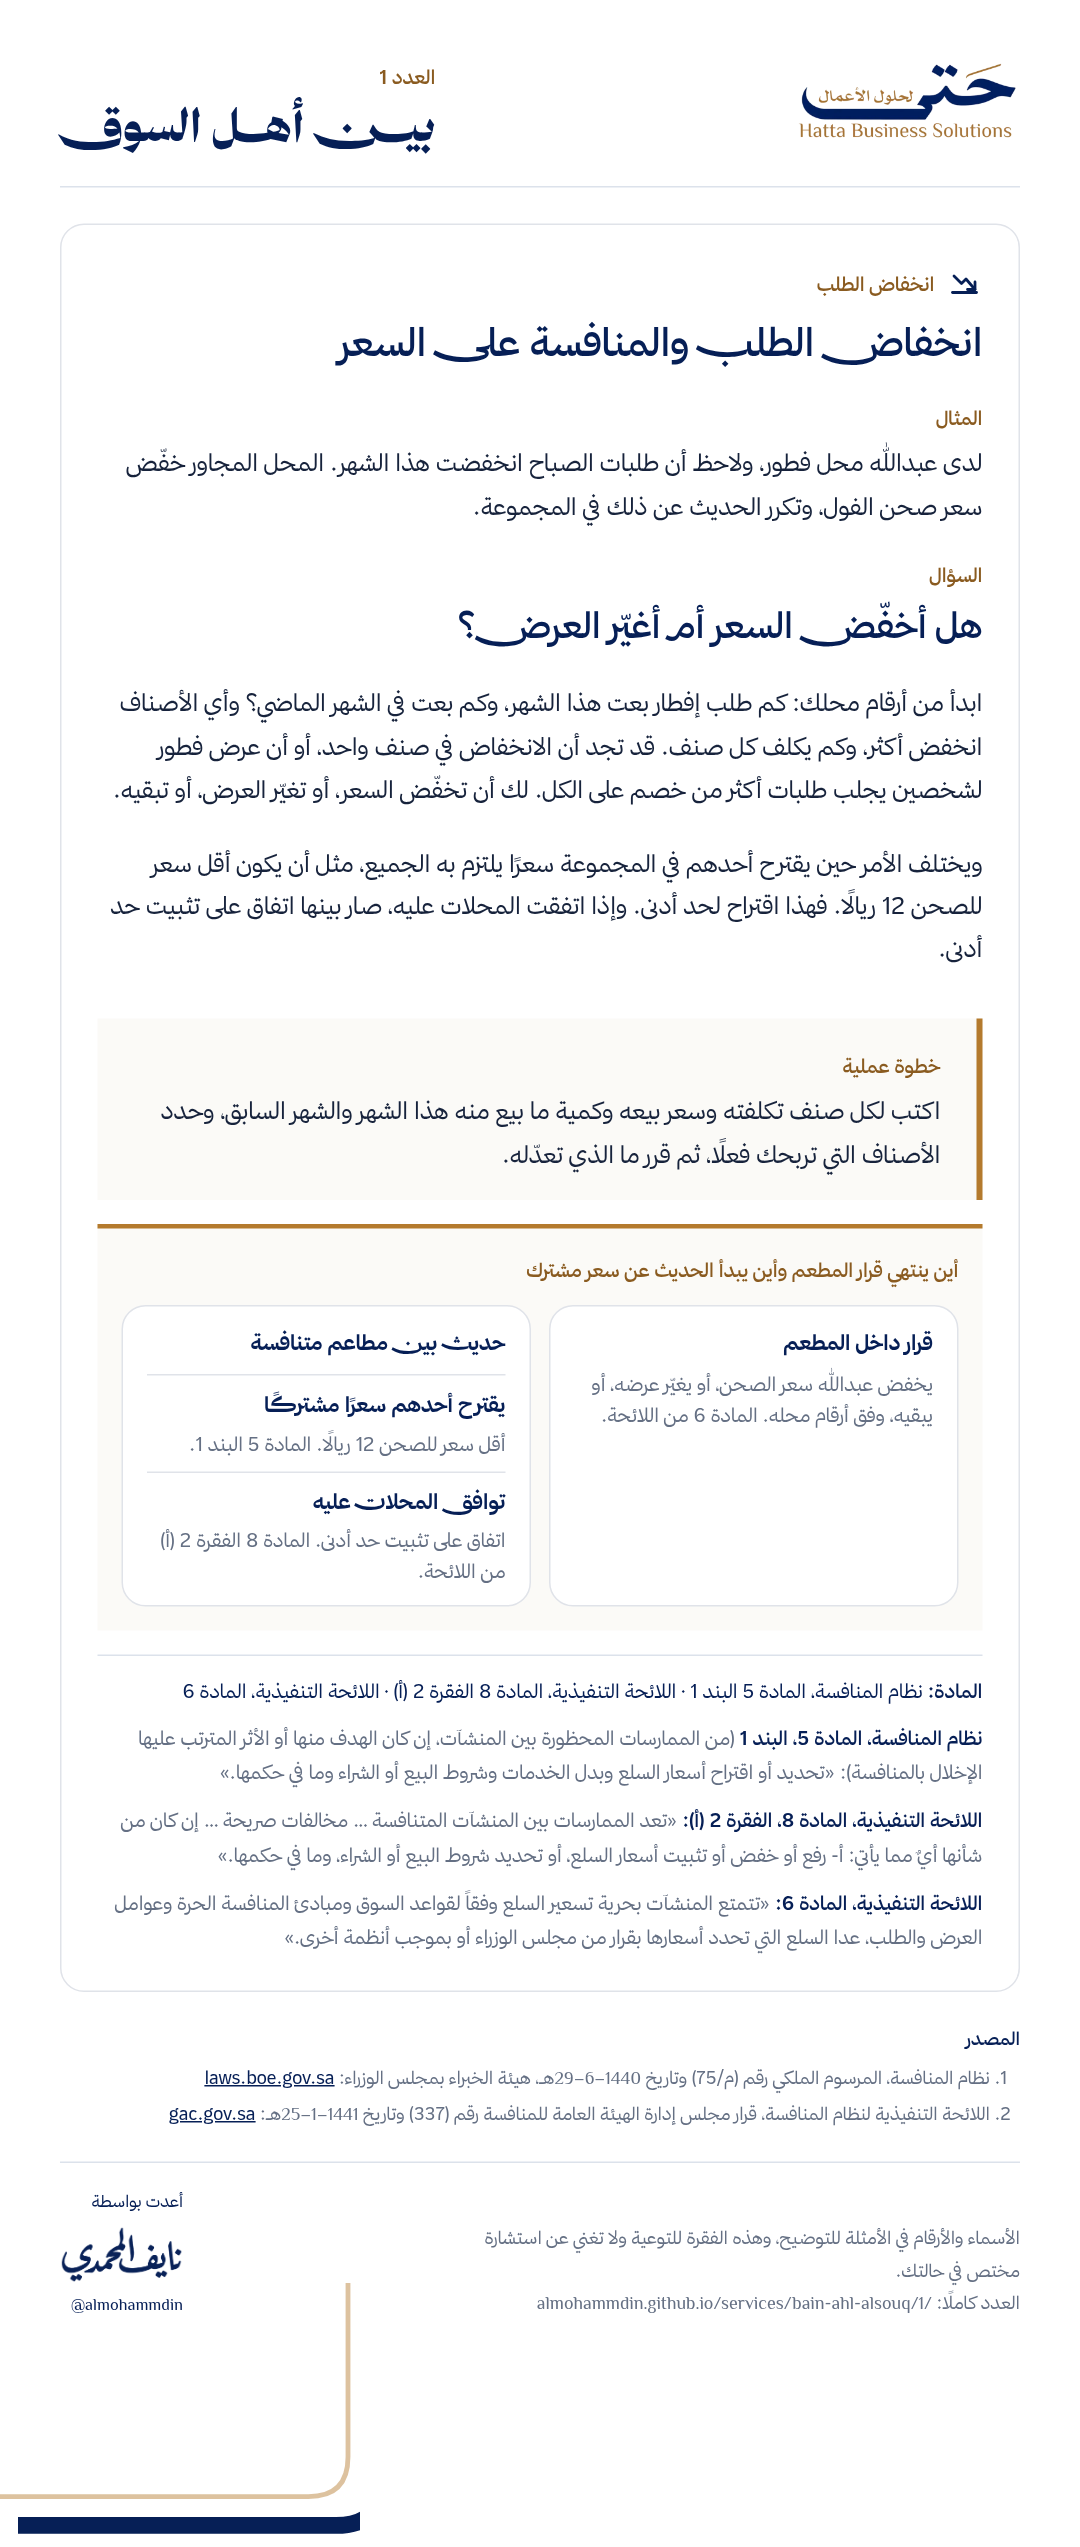 حَتى
لحلول الأعمال
Hatta Business Solutions
العدد 1
بين أهل السوق
انخفاض الطلب
انخفاض الطلب والمنافسة على السعر
المثال
لدى عبدالله محل فطور، ولاحظ أن طلبات الصباح انخفضت هذا الشهر. المحل المجاور خفّض
سعر صحن الفول، وتكرر الحديث عن ذلك في المجموعة.
السؤال
هل أخفّض السعر أم أغيّر العرض؟
ابدأ من أرقام محلك: كم طلب إفطار بعت هذا الشهر، وكم بعت في الشهر الماضي؟ وأي الأصناف
انخفض أكثر، وكم يكلف كل صنف. قد تجد أن الانخفاض في صنف واحد، أو أن عرض فطور
لشخصين يجلب طلبات أكثر من خصم على الكل. لك أن تخفّض السعر، أو تغيّر العرض، أو تبقيه.
ويختلف الأمر حين يقترح أحدهم في المجموعة سعرًا يلتزم به الجميع، مثل أن يكون أقل سعر
للصحن 12 ريالًا. فهذا اقتراح لحد أدنى. وإذا اتفقت المحلات عليه، صار بينها اتفاق على تثبيت حد
أدنى.
خطوة عملية
اكتب لكل صنف تكلفته وسعر بيعه وكمية ما بيع منه هذا الشهر والشهر السابق، وحدد
الأصناف التي تربحك فعلًا، ثم قرر ما الذي تعدّله.
أين ينتهي قرار المطعم وأين يبدأ الحديث عن سعر مشترك
قرار داخل المطعم
يخفض عبدالله سعر الصحن، أو يغيّر عرضه، أو
يبقيه، وفق أرقام محله. المادة 6 من اللائحة.
حديث بين مطاعم متنافسة
يقترح أحدهم سعرًا مشتركًا
أقل سعر للصحن 12 ريالًا. المادة 5 البند 1.
توافق المحلات عليه
اتفاق على تثبيت حد أدنى. المادة 8 الفقرة 2 (أ)
من اللائحة.
المادة: نظام المنافسة، المادة 5 البند 1 · اللائحة التنفيذية، المادة 8 الفقرة 2 (أ) · اللائحة التنفيذية، المادة 6
نظام المنافسة، المادة 5، البند 1 (من الممارسات المحظورة بين المنشآت، إن كان الهدف منها أو الأثر المترتب عليها
الإخلال بالمنافسة): «تحديد أو اقتراح أسعار السلع وبدل الخدمات وشروط البيع أو الشراء وما في حكمها.»
اللائحة التنفيذية، المادة 8، الفقرة 2 (أ): «تعد الممارسات بين المنشآت المتنافسة … مخالفات صريحة … إن كان من
شأنها أيٌ مما يأتي: أ- رفع أو خفض أو تثبيت أسعار السلع، أو تحديد شروط البيع أو الشراء، وما في حكمها.»
اللائحة التنفيذية، المادة 6: «تتمتع المنشآت بحرية تسعير السلع وفقاً لقواعد السوق ومبادئ المنافسة الحرة وعوامل
العرض والطلب، عدا السلع التي تحدد أسعارها بقرار من مجلس الوزراء أو بموجب أنظمة أخرى.»
المصدر
1. نظام المنافسة، المرسوم الملكي رقم (م/75) وتاريخ 1440-6-29هـ، هيئة الخبراء بمجلس الوزراء: laws.boe.gov.sa
2. اللائحة التنفيذية لنظام المنافسة، قرار مجلس إدارة الهيئة العامة للمنافسة رقم (337) وتاريخ 1441-1-25هـ: gac.gov.sa
الأسماء والأرقام في الأمثلة للتوضيح، وهذه الفقرة للتوعية ولا تغني عن استشارة
مختص في حالتك.
العدد كاملًا: almohammdin.github.io/services/bain-ahl-alsouq/1/
أعدت بواسطة
نايف المحمدي
@almohammdin